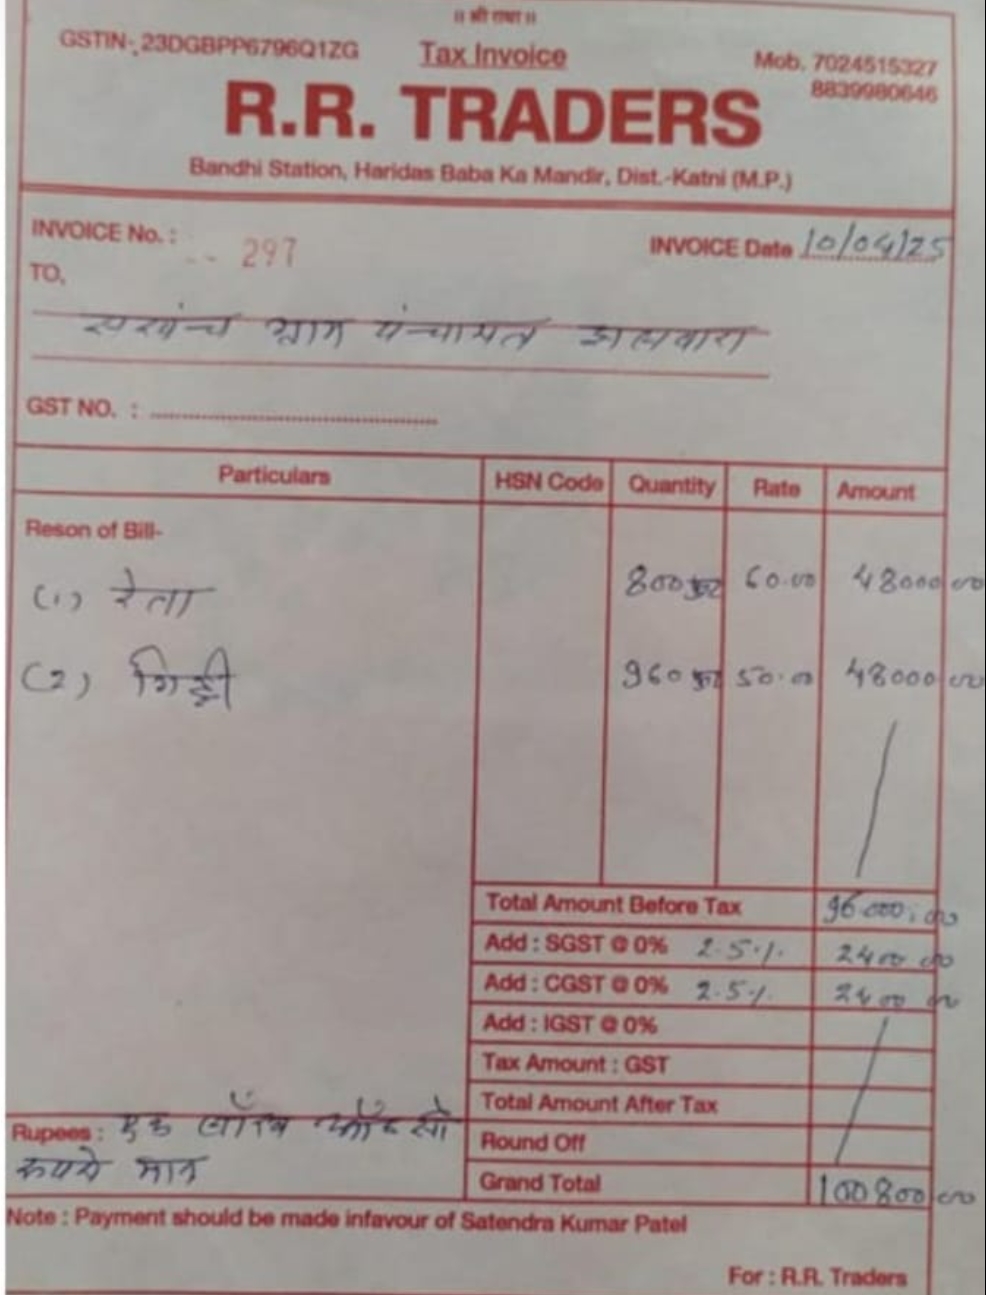 ॥ श्री राधा ॥
GSTIN-23DGBPP6796Q1ZG Tax Invoice Mob. 7024515327
8839980646
R.R. TRADERS
Bandhi Station, Haridas Baba Ka Mandir, Dist.-Katni (M.P.)
INVOICE No. : 297 INVOICE Date 10/04/25
TO,
सरपंच ग्राम पंचायत
GST NO. :
Particulars HSN Code Quantity Rate Amount
Reson of Bill-
(1) रेता 800 60.00 48000.00
(2) गिट्टी 960 50.00 48000.00
Total Amount Before Tax 96000.00
Add : SGST @ 0% 2.5% 2400.00
Add : CGST @ 0% 2.5% 2400.00
Add : IGST @ 0%
Tax Amount : GST
Total Amount After Tax
Rupees : एक लाख आठ सौ
Round Off
रुपये मात्र
Grand Total 100800.00
Note : Payment should be made infavour of Satendra Kumar Patel
For : R.R. Traders